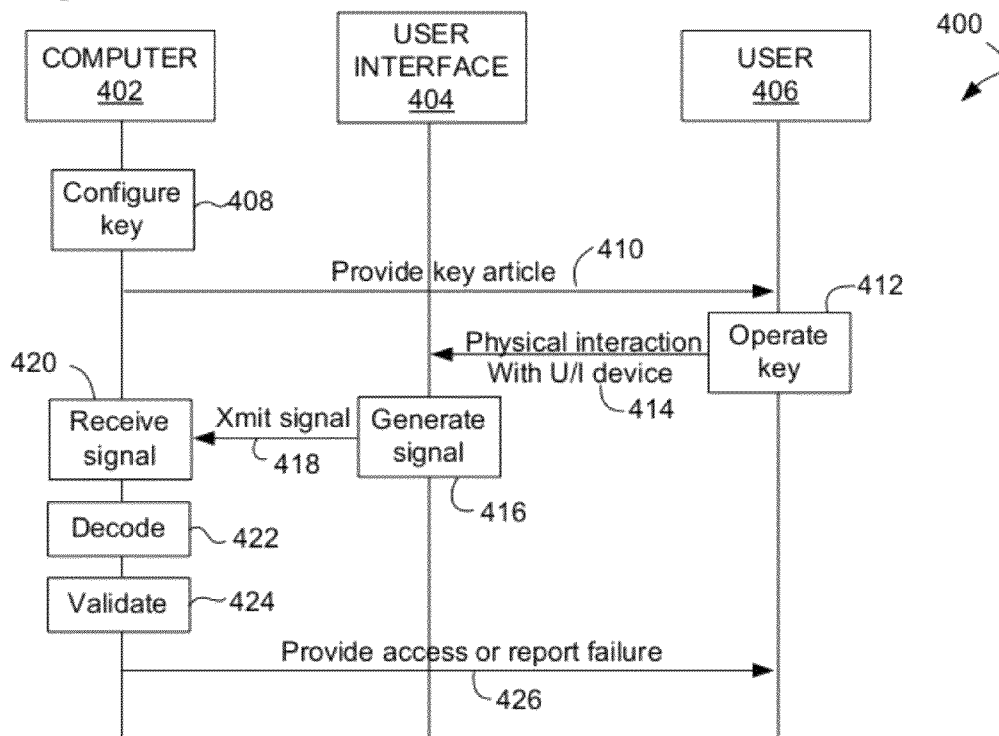 400
COMPUTER
402
USER
INTERFACE
404
USER
406
Configure
key
408
Provide key article
410
Operate
key
412
Physical interaction
With U/I device
414
420
Receive
signal
Xmit signal
418
Generate
signal
416
Decode
422
Validate
424
Provide access or report failure
426